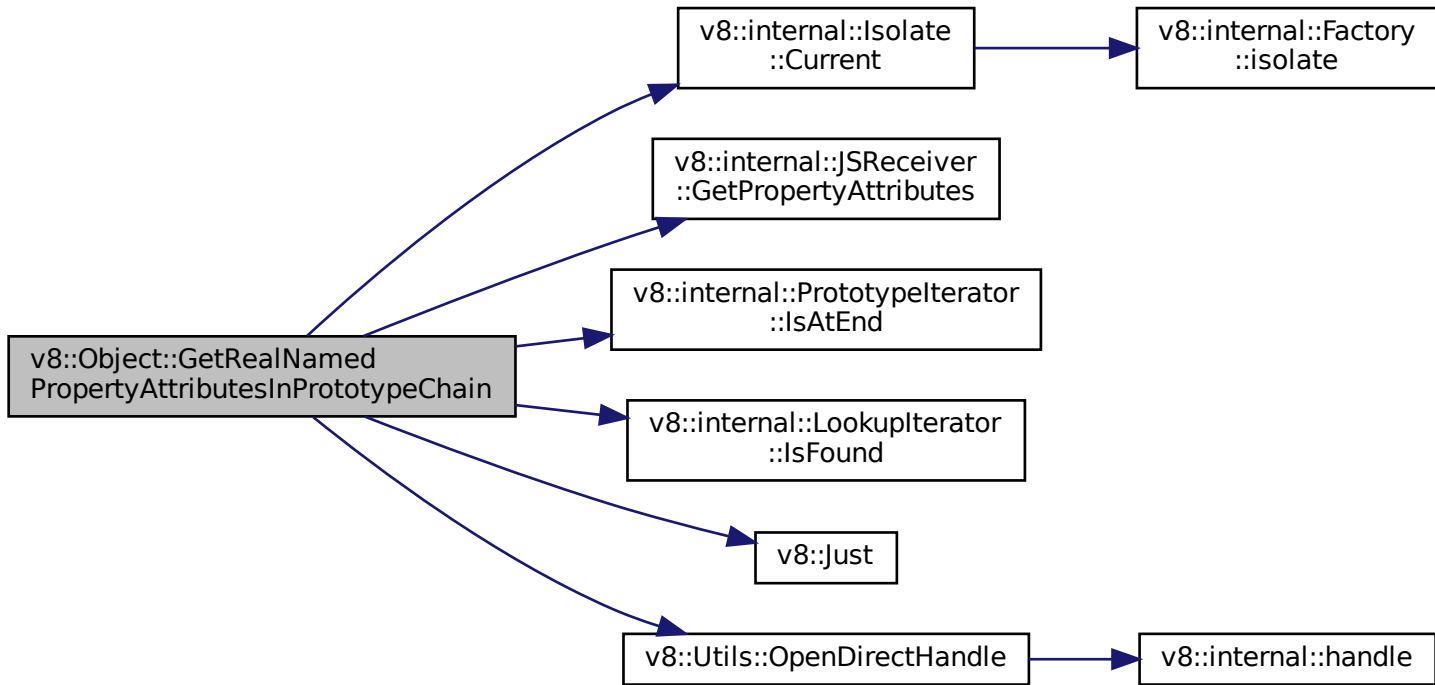 v8::internal::Isolate
::Current
v8::internal::Factory
::isolate
v8::internal::JSReceiver
::GetPropertyAttributes
v8::internal::PrototypeIterator
::IsAtEnd
v8::Object::GetRealNamed
PropertyAttributesInPrototypeChain
v8::internal::LookupIterator
::IsFound
v8::Just
v8::Utils::OpenDirectHandle
v8::internal::handle